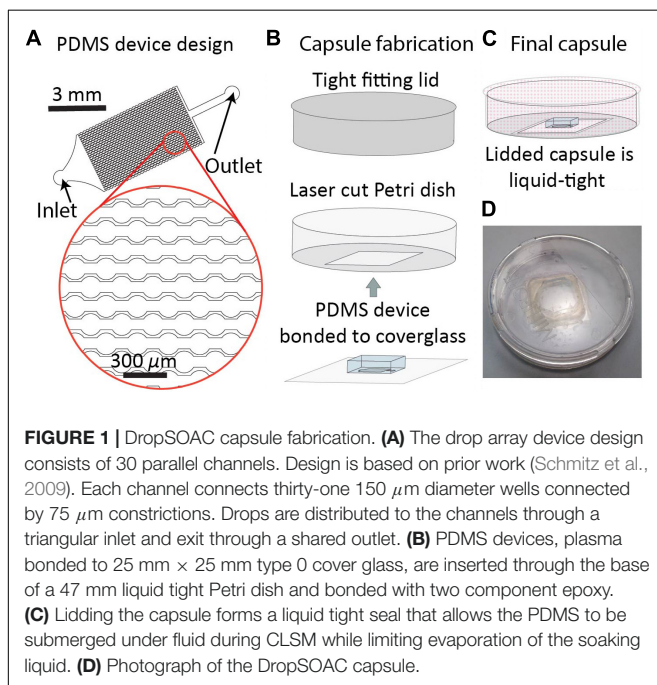 A
PDMS device design
3 mm
Outlet
Inlet
300 µm
B
Capsule fabrication
Tight fitting lid
Laser cut Petri dish
PDMS device
bonded to coverglass
C
Final capsule
Lidded capsule is
liquid-tight
D
FIGURE 1 | DropSOAC capsule fabrication. (A) The drop array device design
consists of 30 parallel channels. Design is based on prior work (Schmitz et al.,
2009). Each channel connects thirty-one 150 µm diameter wells connected
by 75 µm constrictions. Drops are distributed to the channels through a
triangular inlet and exit through a shared outlet. (B) PDMS devices, plasma
bonded to 25 mm × 25 mm type 0 cover glass, are inserted through the base
of a 47 mm liquid tight Petri dish and bonded with two component epoxy.
(C) Lidding the capsule forms a liquid tight seal that allows the PDMS to be
submerged under fluid during CLSM while limiting evaporation of the soaking
liquid. (D) Photograph of the DropSOAC capsule.